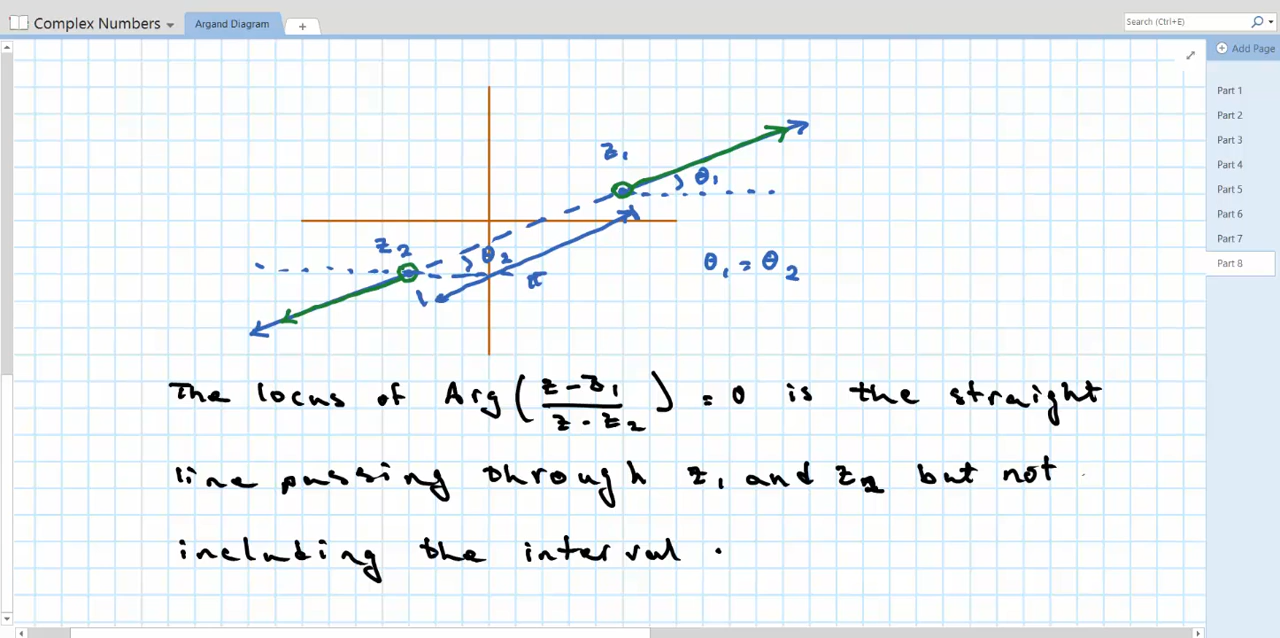 Complex Numbers
Argand Diagram
Search (Ctrl+E)
Add Page
Part 1
Part 2
Part 3
Part 4
Part 5
Part 6
Part 7
Part 8
z₁
θ₁
z₂
θ₂
π
θ₁ = θ₂
The locus of Arg((z - z₁)/(z - z₂)) = 0 is the straight
line passing through z₁ and z₂ but not
including the interval .